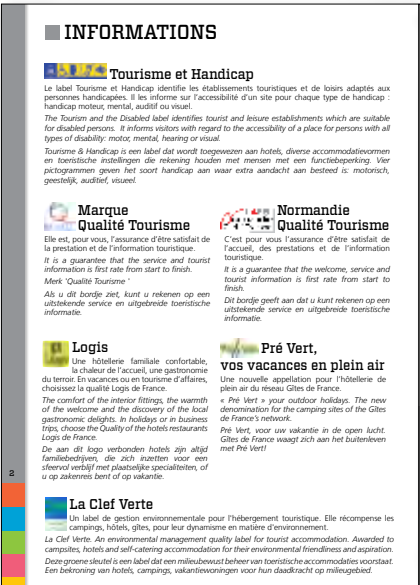 INFORMATIONS
Tourisme et Handicap
Le label Tourisme et Handicap identifie les établissements touristiques et de loisirs adaptés aux
personnes handicapées. Il les informe sur l'accessibilité d'un site pour chaque type de handicap :
handicap moteur, mental, auditif ou visuel.
The Tourism and the Disabled label identifies tourist and leisure establishments which are suitable
for disabled persons. It informs visitors with regard to the accessibility of a place for persons with all
types of disability: motor, mental, hearing or visual.
Tourisme & Handicap is een label dat wordt toegewezen aan hotels, diverse accommodatievormen
en toeristische instellingen die rekening houden met mensen met een functiebeperking. Vier
pictogrammen geven het soort handicap aan waar extra aandacht aan besteed is: motorisch,
geestelijk, auditief, visueel.
Marque
Qualité Tourisme
Elle est, pour vous, l'assurance d'être satisfait de
la prestation et de l'information touristique.
It is a guarantee that the service and tourist
information is first rate from start to finish.
Merk 'Qualité Tourisme '
Als u dit bordje ziet, kunt u rekenen op een
uitstekende service en uitgebreide toeristische
informatie.
Normandie
Qualité Tourisme
C'est pour vous l'assurance d'être satisfait de
l'accueil, des prestations et de l'information
touristique.
It is a guarantee that the welcome, service and
tourist information is first rate from start to
finish.
Dit bordje geeft aan dat u kunt rekenen op een
uitstekende service en uitgebreide toeristische
informatie.
Logis
Une hôtellerie familiale confortable,
la chaleur de l'accueil, une gastronomie
du terroir. En vacances ou en tourisme d'affaires,
choisissez la qualité Logis de France.
The comfort of the interior fittings, the warmth
of the welcome and the discovery of the local
gastronomic delights. In holidays or in business
trips, choose the Quality of the hotels restaurants
Logis de France.
De aan dit logo verbonden hotels zijn altijd
familiebedrijven, die zich inzetten voor een
sfeervol verblijf met plaatselijke specialiteiten, of
u op zakenreis bent of op vakantie.
Pré Vert,
vos vacances en plein air
Une nouvelle appellation pour l'hôtellerie de
plein air du réseau Gîtes de France.
« Pré Vert » your outdoor holidays. The new
denomination for the camping sites of the Gîtes
de France's network.
Pré Vert, voor uw vakantie in de open lucht.
Gîtes de France waagt zich aan het buitenleven
met Pré Vert!
2
La Clef Verte
Un label de gestion environnementale pour l'hébergement touristique. Elle récompense les
campings, hôtels, gîtes, pour leur dynamisme en matière d'environnement.
La Clef Verte. An environmental management quality label for tourist accommodation. Awarded to
campsites, hotels and self-catering accommodation for their environmental friendliness and aspiration.
Deze groene sleutel is een label dat een milieubewust beheer van toeristische accommodaties voorstaat.
Een bekroning van hotels, campings, vakantiewoningen voor hun daadkracht op milieugebied.